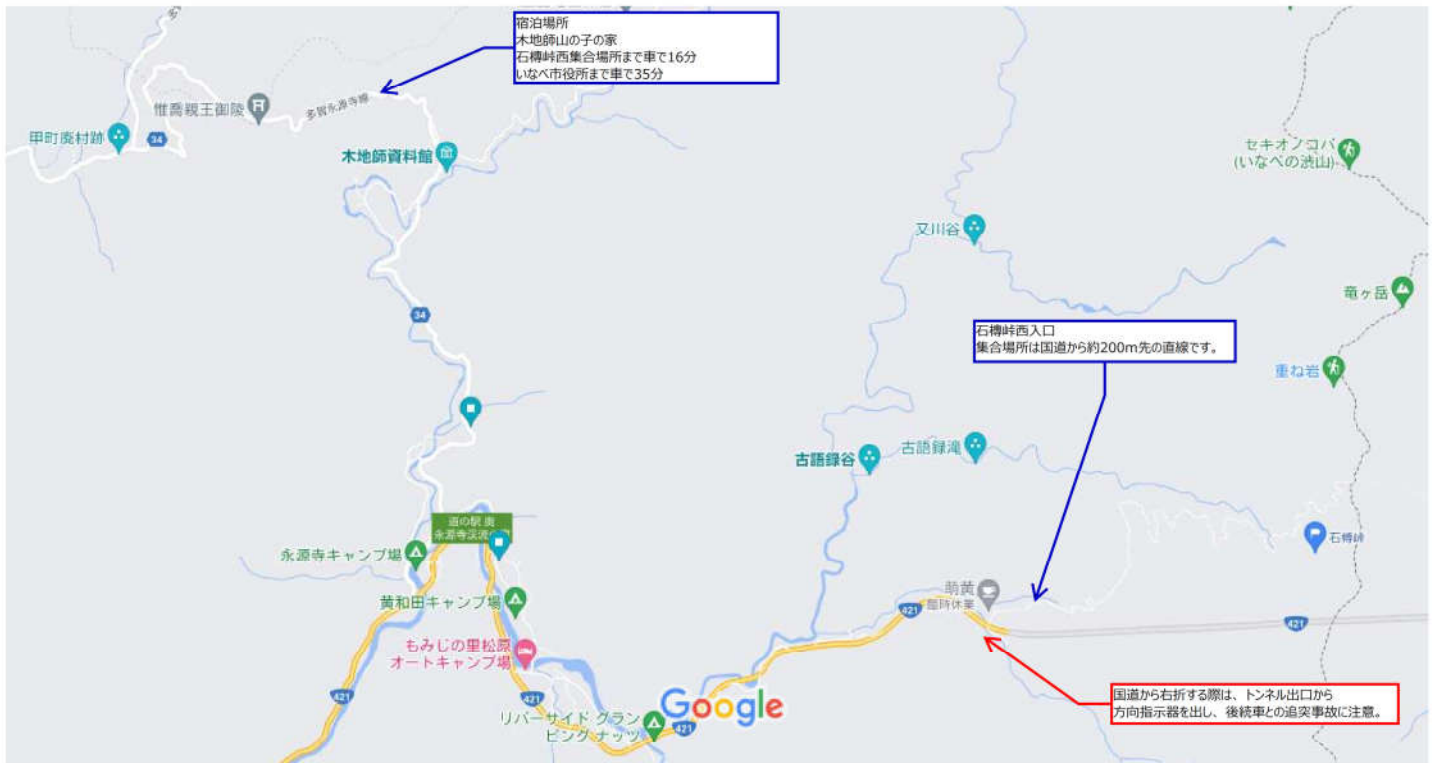 宿泊場所
木地師山の子の家
石榑峠西集合場所まで車で16分
いなべ市役所まで車で35分
惟喬親王御陵
多賀永源寺線
甲町廃村跡
34
木地師資料館
セキオノコバ
(いなべの渋山)
又川谷
竜ヶ岳
34
石榑峠西入口
集合場所は国道から約200m先の直線です。
重ね岩
古語録谷
古語録滝
道の駅 奥
永源寺渓流の里
石榑峠
永源寺キャンプ場
黄和田キャンプ場
萌黄
臨時休業
421
421
もみじの里松原
オートキャンプ場
421
421
リバーサイド グラン
ピング ナッツ
Google
421
国道から右折する際は、トンネル出口から
方向指示器を出し、後続車との追突事故に注意。